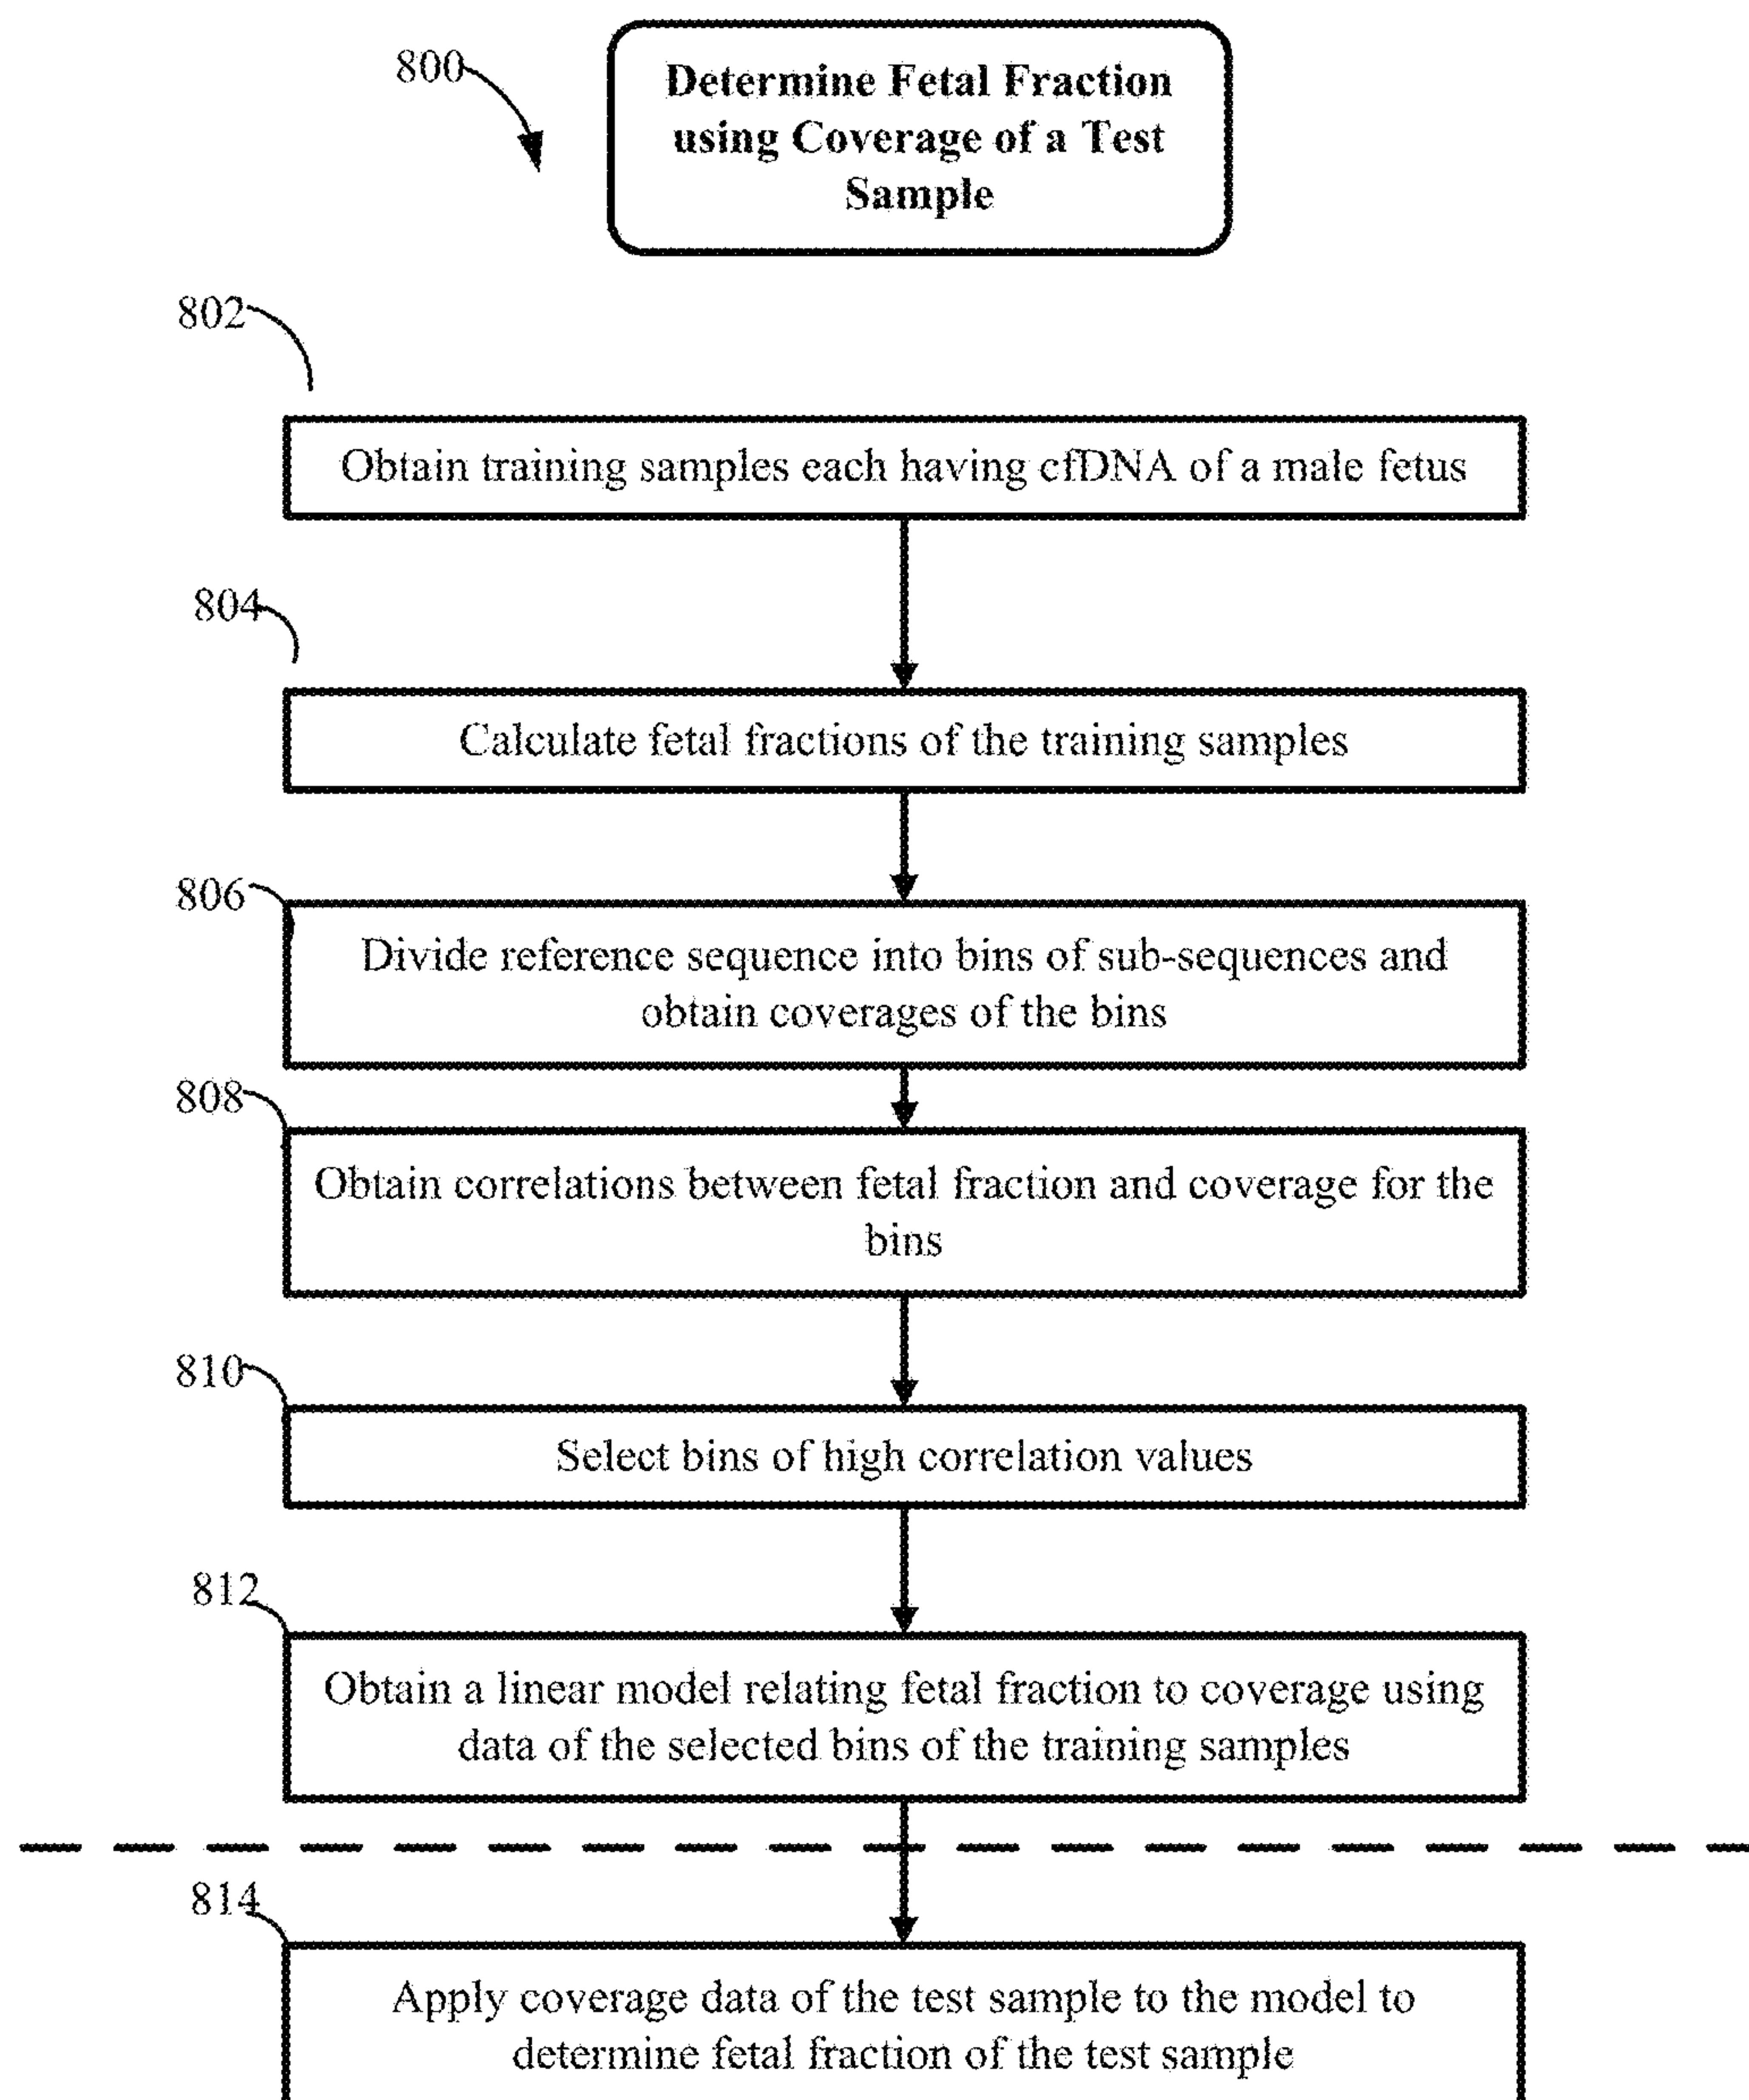 800
Determine Fetal Fraction
using Coverage of a Test
Sample
802
Obtain training samples each having cfDNA of a male fetus
804
Calculate fetal fractions of the training samples
806
Divide reference sequence into bins of sub-sequences and
obtain coverages of the bins
808
Obtain correlations between fetal fraction and coverage for the
bins
810
Select bins of high correlation values
812
Obtain a linear model relating fetal fraction to coverage using
data of the selected bins of the training samples
814
Apply coverage data of the test sample to the model to
determine fetal fraction of the test sample